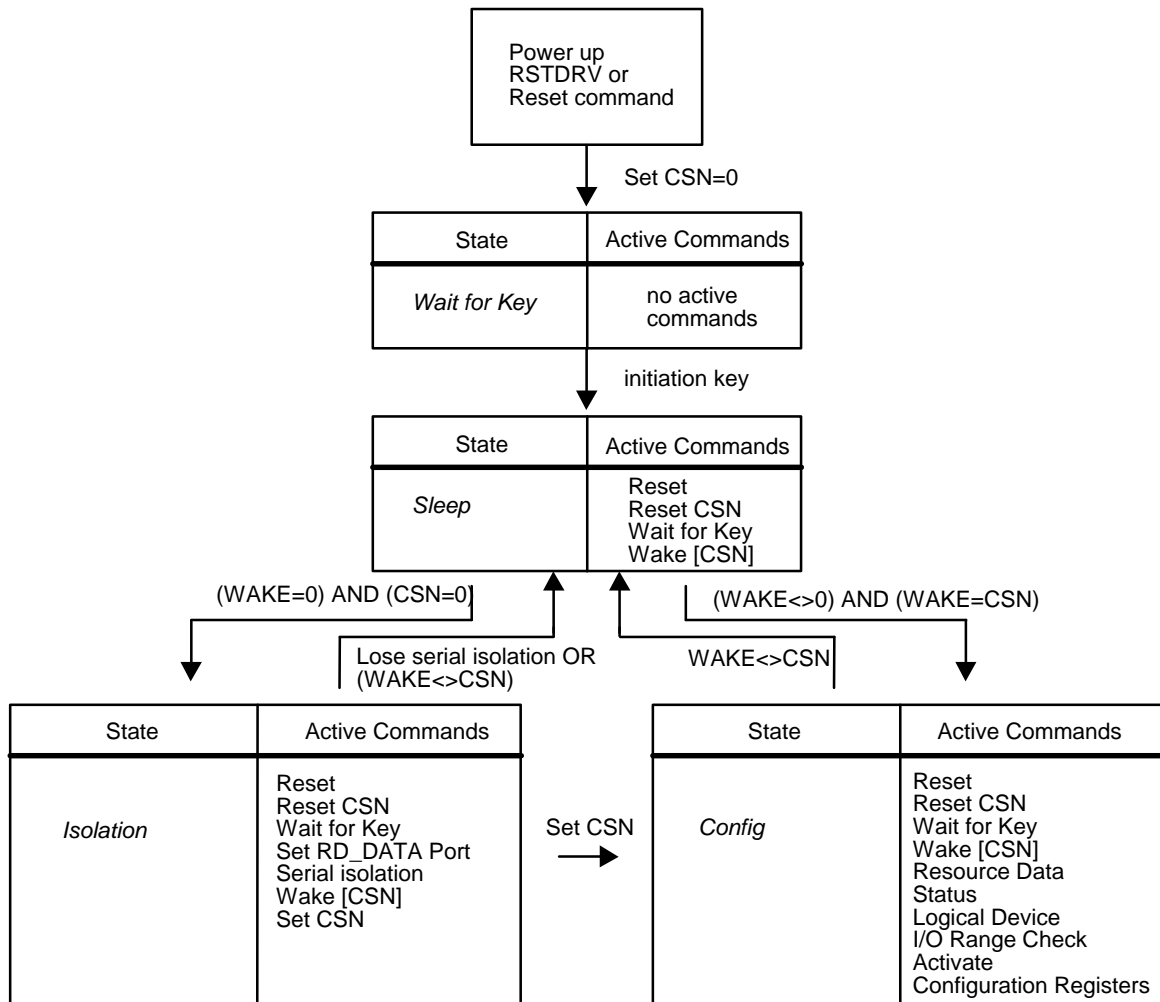 Power up
RSTDRV or
Reset command
Set CSN=0
State
Active Commands
Wait for Key
no active
commands
initiation key
State
Active Commands
Sleep
Reset
Reset CSN
Wait for Key
Wake [CSN]
(WAKE=0) AND (CSN=0)
(WAKE<>0) AND (WAKE=CSN)
Lose serial isolation OR
(WAKE<>CSN)
WAKE<>CSN
State
Active Commands
Isolation
Reset
Reset CSN
Wait for Key
Set RD_DATA Port
Serial isolation
Wake [CSN]
Set CSN
Set CSN
State
Active Commands
Config
Reset
Reset CSN
Wait for Key
Wake [CSN]
Resource Data
Status
Logical Device
I/O Range Check
Activate
Configuration Registers